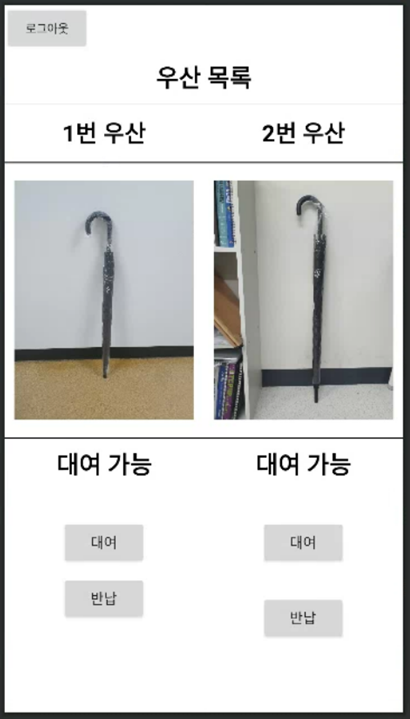 로그아웃
우산 목록
1번 우산 2번 우산
대여 가능 대여 가능
대여 대여
반납 반납